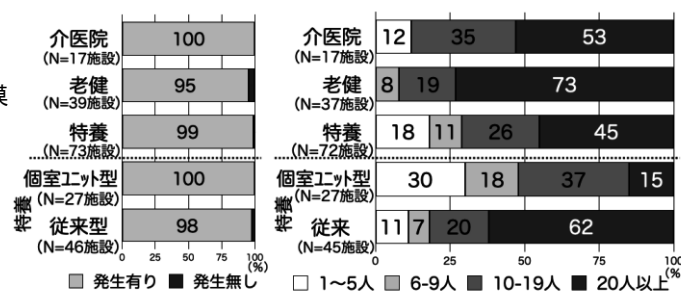 介医院
(N=17施設)
100
老健
(N=39施設)
95
特養
(N=73施設)
99
特養
個室ユニット型
(N=27施設)
100
従来型
(N=46施設)
98
0 25 50 75 100
(%)
発生有り 発生無し
介医院
(N=17施設)
12 35 53
老健
(N=37施設)
8 19 73
特養
(N=72施設)
18 11 26 45
特養
個室ユニット型
(N=27施設)
30 18 37 15
従来
(N=45施設)
11 7 20 62
0 25 50 75 100
(%)
1～5人 6-9人 10-19人 20人以上